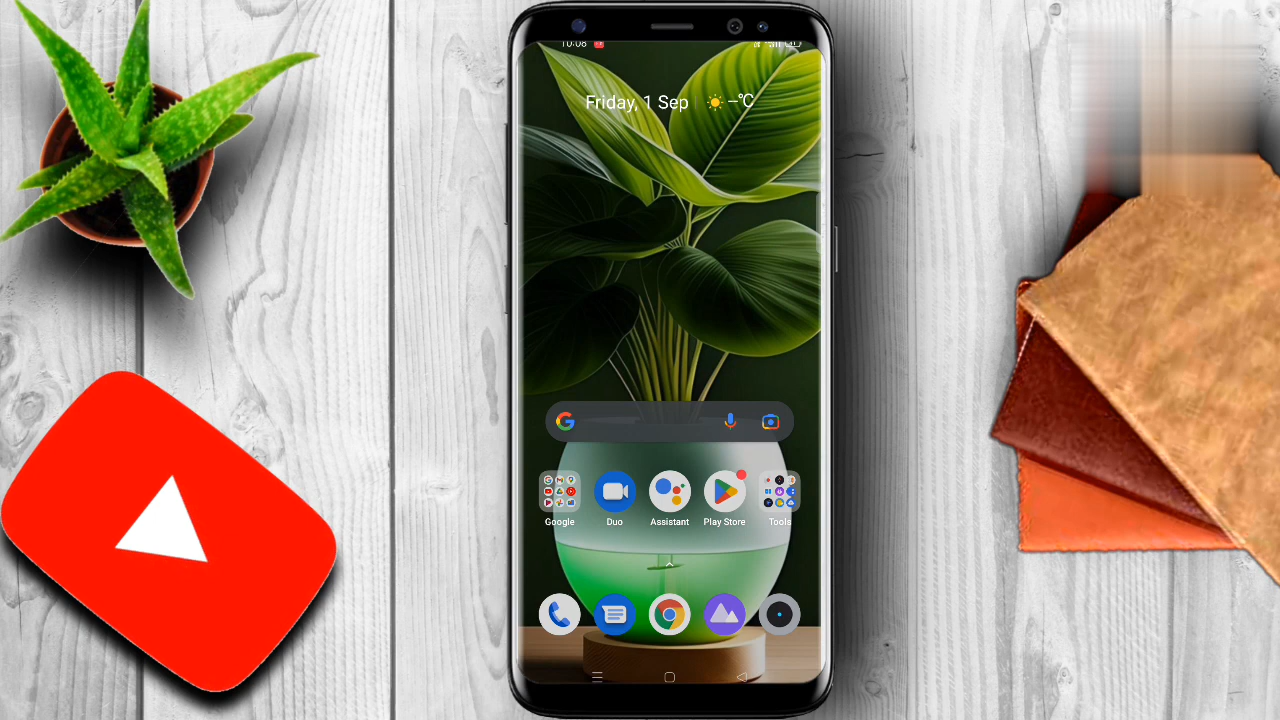 10:08
Friday, 1 Sep
–°C
Google
Duo
Assistant
Play Store
Tools